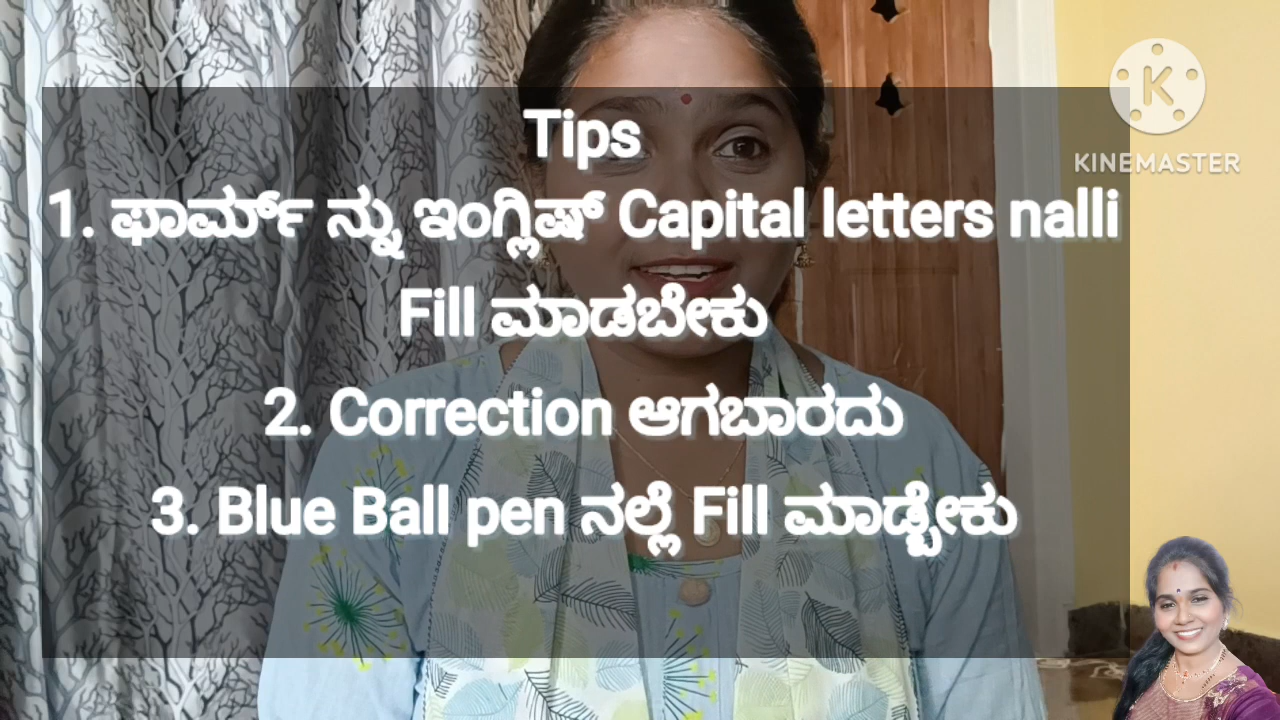 Tips
1. ಫಾರ್ಮ್ ನ್ನು ಇಂಗ್ಲಿಷ್ Capital letters nalli
Fill ಮಾಡಬೇಕು
2. Correction ಆಗಬಾರದು
3. Blue Ball pen ನಲ್ಲೆ Fill ಮಾಡ್ಬೇಕು
K
KINEMASTER